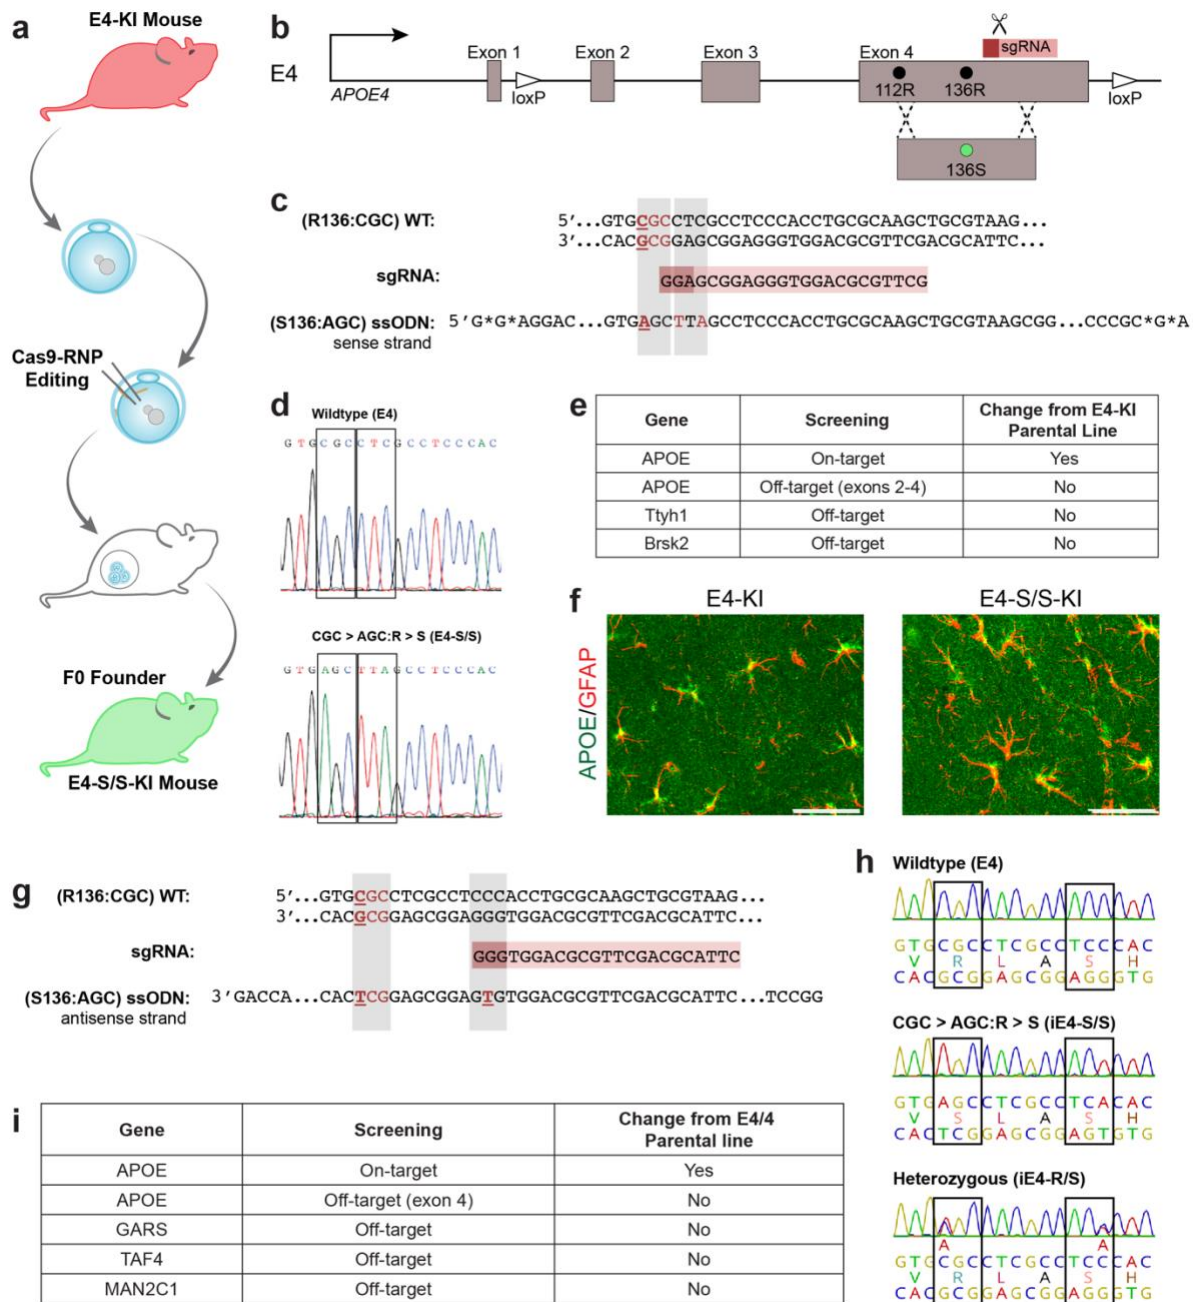 a
E4-KI Mouse
Cas9-RNP
Editing
F0 Founder
E4-S/S-KI Mouse
b
E4
APOE4
Exon 1
loxP
Exon 2
Exon 3
Exon 4
sgRNA
112R
136R
loxP
136S
c
(R136:CGC) WT:
5′...GTGCGCCTCGCCTCCCACCTGCGCAAGCTGCGTAAG...
3′...CACGCGGAGCGGAGGGTGGACGCGTTCGACGCATTC...
sgRNA:
GGAGCGGAGGGTGGACGCGTTCG
(S136:AGC) ssODN: 5′G*G*AGGAC...GTGAGCTTAGCCTCCCACCTGCGCAAGCTGCGTAAGCGG...CCCGC*G*A
sense strand
d
Wildtype (E4)
GTGCGCCTCGCCTCCCAC
CGC > AGC:R > S (E4-S/S)
GTGAGCTTAGCCTCCCAC
e
Gene Screening Change from E4-KI Parental Line
APOE On-target Yes
APOE Off-target (exons 2-4) No
Ttyh1 Off-target No
Brsk2 Off-target No
f
E4-KI E4-S/S-KI
APOE/GFAP
g
(R136:CGC) WT:
5′...GTGCGCCTCGCCTCCCACCTGCGCAAGCTGCGTAAG...
3′...CACGCGGAGCGGAGGGTGGACGCGTTCGACGCATTC...
sgRNA:
GGGTGGACGCGTTCGACGCATTC
(S136:AGC) ssODN: 3′GACCA...CACTCGGAGCGGAGTGTGGACGCGTTCGACGCATTC...TCCGG
antisense strand
h
Wildtype (E4)
GTGCGCCTCGCCTCCCAC
V R L A S H
CACGCGGAGCGGAGGGTG
CGC > AGC:R > S (iE4-S/S)
GTGAGCCTCGCCTCACAC
V S L A S H
CACTCGGAGCGGAGTGTG
Heterozygous (iE4-R/S)
A A
GTGCGCCTCGCCTCCCAC
V R L A S H
CACGCGGAGCGGAGGGTG
i
Gene Screening Change from E4/4 Parental line
APOE On-target Yes
APOE Off-target (exon 4) No
GARS Off-target No
TAF4 Off-target No
MAN2C1 Off-target No